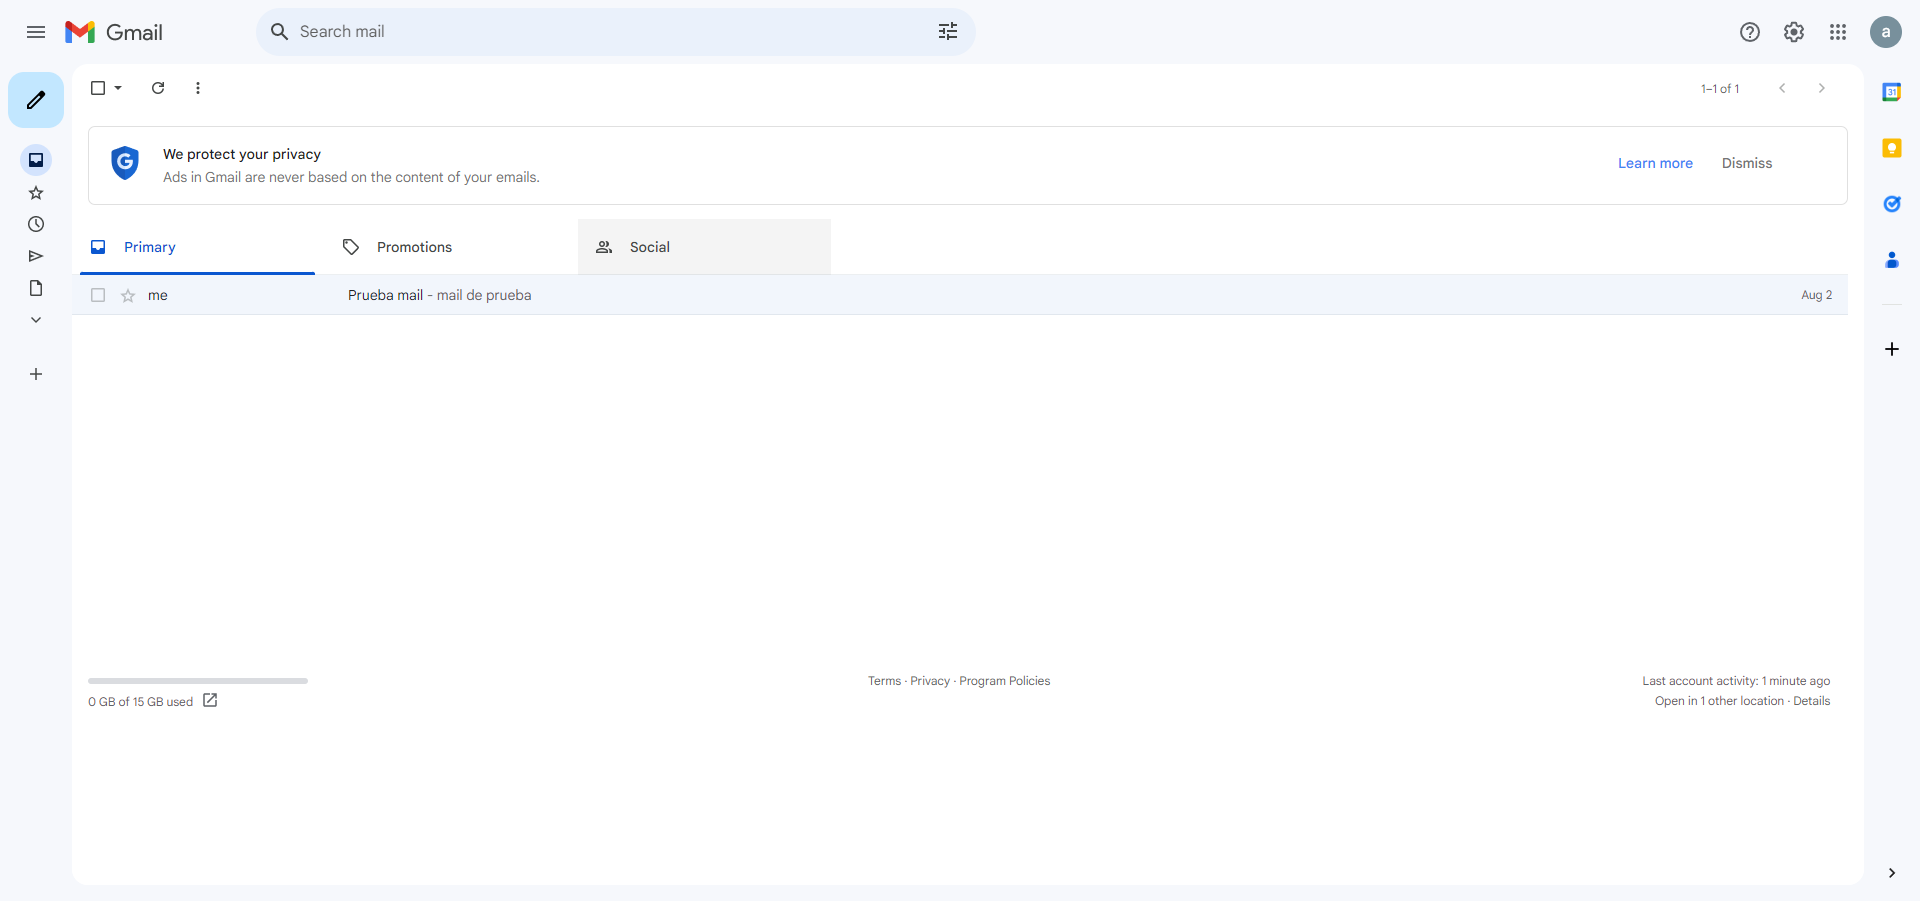 Gmail
Search mail
a
1–1 of 1
31
G
We protect your privacy
Ads in Gmail are never based on the content of your emails.
Learn more
Dismiss
Primary
Promotions
Social
me
Prueba mail - mail de prueba
Aug 2
0 GB of 15 GB used
Terms · Privacy · Program Policies
Last account activity: 1 minute ago
Open in 1 other location · Details